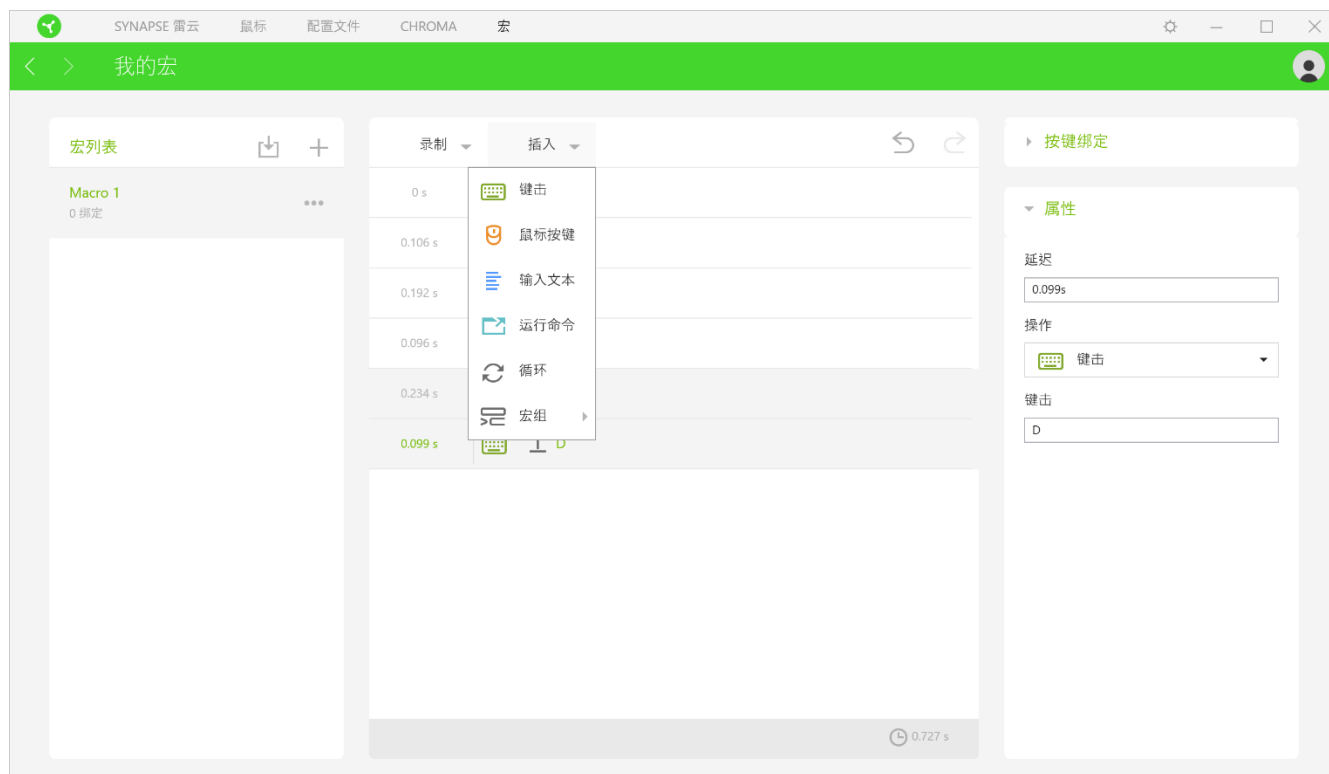 SYNAPSE 雷云 鼠标 配置文件 CHROMA 宏
我的宏
宏列表
Macro 1
0 绑定
录制 插入
0 s
0.106 s
0.192 s
0.096 s
0.234 s
0.099 s D
键击
鼠标按键
输入文本
运行命令
循环
宏组
0.727 s
按键绑定
属性
延迟
0.099s
操作
键击
键击
D